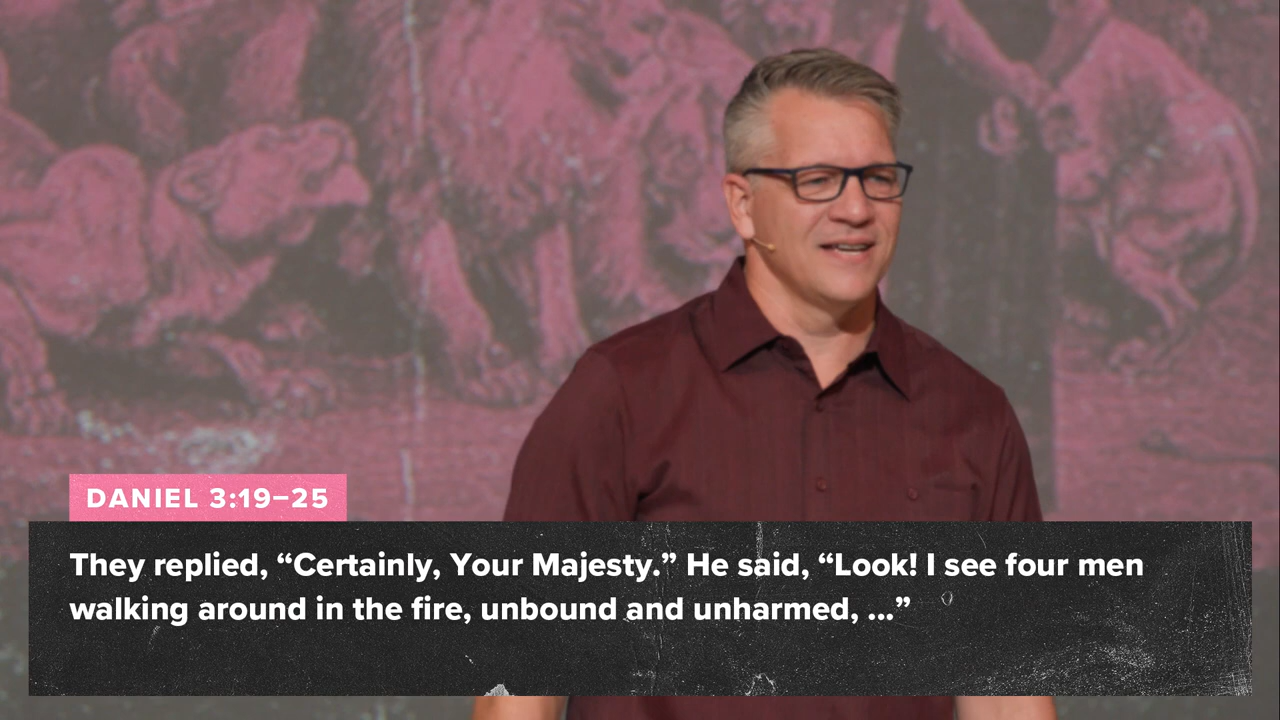 DANIEL 3:19–25
They replied, “Certainly, Your Majesty.” He said, “Look! I see four men
walking around in the fire, unbound and unharmed, ...”